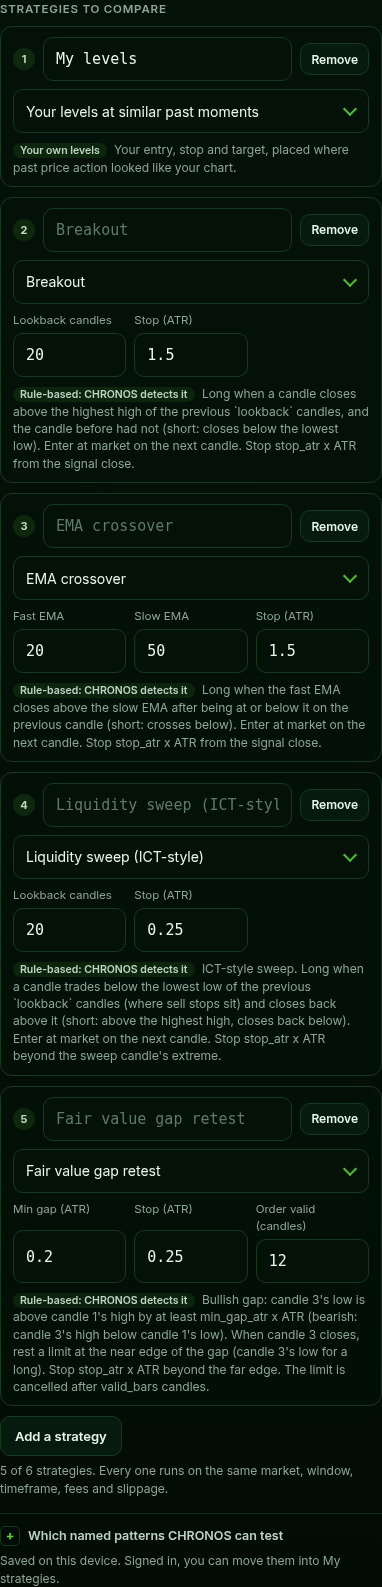 STRATEGIES TO COMPARE
1 My levels Remove
Your levels at similar past moments
Your own levels Your entry, stop and target, placed where
past price action looked like your chart.
2 Breakout Remove
Breakout
Lookback candles Stop (ATR)
20 1.5
Rule-based: CHRONOS detects it Long when a candle closes
above the highest high of the previous `lookback` candles, and
the candle before had not (short: closes below the lowest
low). Enter at market on the next candle. Stop stop_atr x ATR
from the signal close.
3 EMA crossover Remove
EMA crossover
Fast EMA Slow EMA Stop (ATR)
20 50 1.5
Rule-based: CHRONOS detects it Long when the fast EMA
closes above the slow EMA after being at or below it on the
previous candle (short: crosses below). Enter at market on the
next candle. Stop stop_atr x ATR from the signal close.
4 Liquidity sweep (ICT-styl Remove
Liquidity sweep (ICT-style)
Lookback candles Stop (ATR)
20 0.25
Rule-based: CHRONOS detects it ICT-style sweep. Long when
a candle trades below the lowest low of the previous
`lookback` candles (where sell stops sit) and closes back
above it (short: above the highest high, closes back below).
Enter at market on the next candle. Stop stop_atr x ATR
beyond the sweep candle's extreme.
5 Fair value gap retest Remove
Fair value gap retest
Min gap (ATR) Stop (ATR) Order valid
(candles)
0.2 0.25 12
Rule-based: CHRONOS detects it Bullish gap: candle 3's low is
above candle 1's high by at least min_gap_atr x ATR (bearish:
candle 3's high below candle 1's low). When candle 3 closes,
rest a limit at the near edge of the gap (candle 3's low for a
long). Stop stop_atr x ATR beyond the far edge. The limit is
cancelled after valid_bars candles.
Add a strategy
5 of 6 strategies. Every one runs on the same market, window,
timeframe, fees and slippage.
+ Which named patterns CHRONOS can test
Saved on this device. Signed in, you can move them into My
strategies.